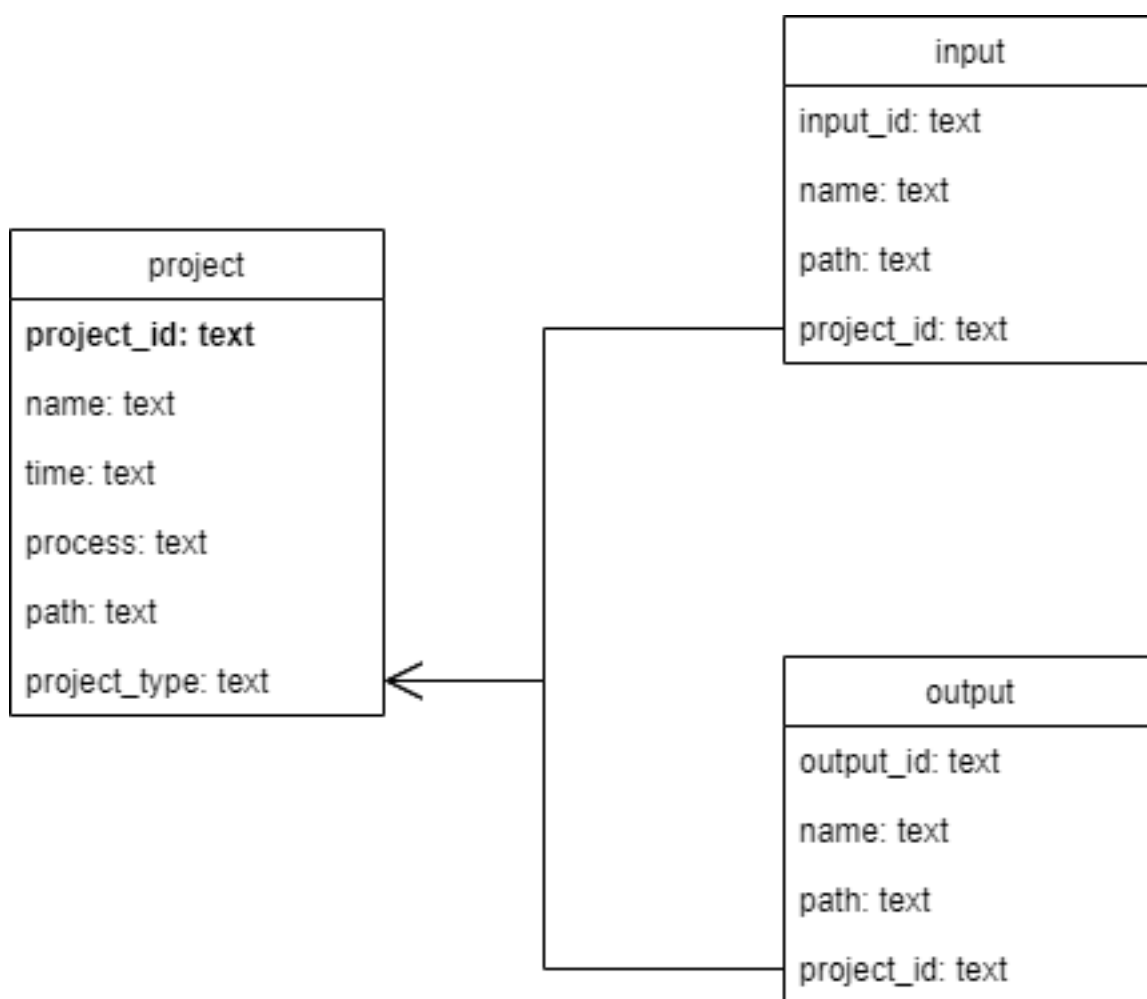 input
input_id: text
name: text
path: text
project_id: text
project
project_id: text
name: text
time: text
process: text
path: text
project_type: text
output
output_id: text
name: text
path: text
project_id: text